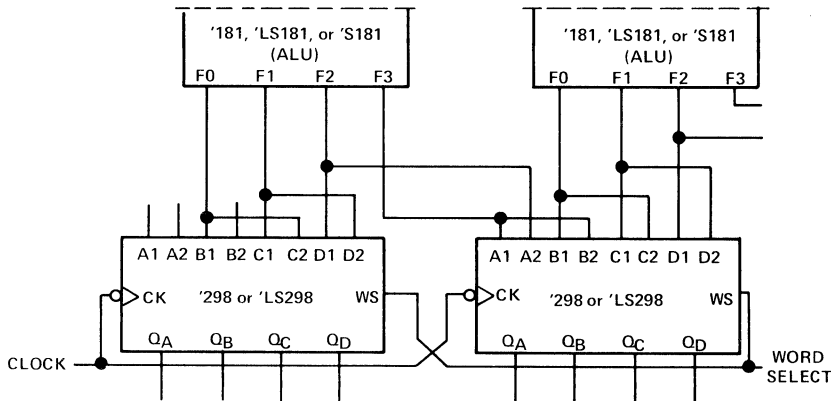 '181, 'LS181, or 'S181
(ALU)
F0 F1 F2 F3
'181, 'LS181, or 'S181
(ALU)
F0 F1 F2 F3
A1 A2 B1 B2 C1 C2 D1 D2
CK '298 or 'LS298 WS
QA QB QC QD
A1 A2 B1 B2 C1 C2 D1 D2
CK '298 or 'LS298 WS
QA QB QC QD
CLOCK
WORD
SELECT